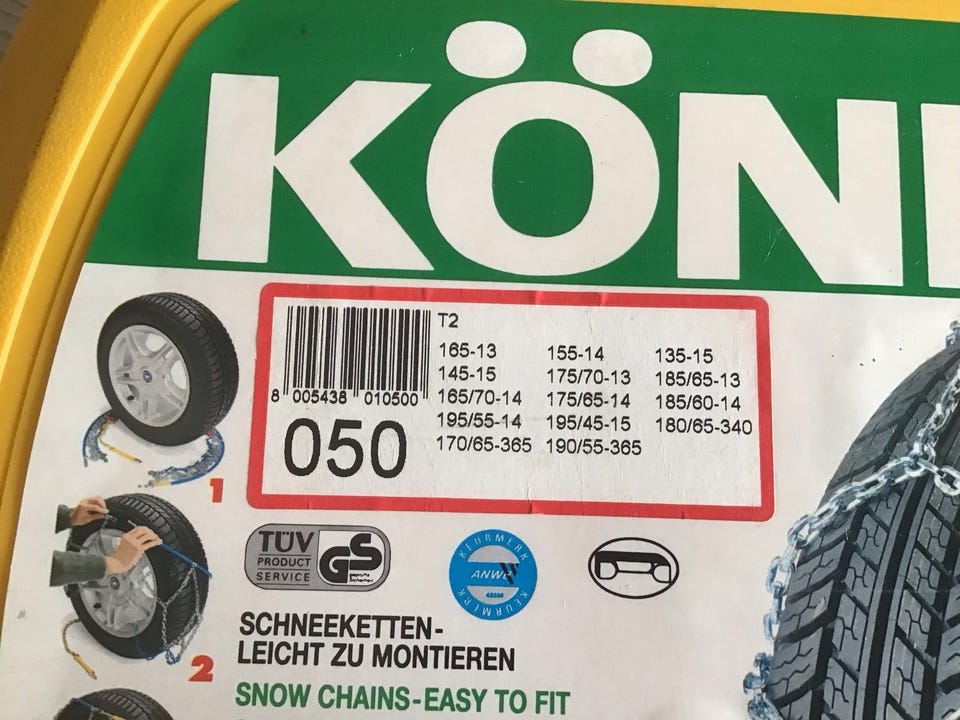 KÖN
T2
165-13 155-14 135-15
145-15 175/70-13 185/65-13
165/70-14 175/65-14 185/60-14
195/55-14 195/45-15 180/65-340
170/65-365 190/55-365
8 005438 010500
050
1
TÜV
PRODUCT
SERVICE
GS
KEURMERK
ANWB
KEURMERK
2
SCHNEEKETTEN-
LEICHT ZU MONTIEREN
SNOW CHAINS-EASY TO FIT